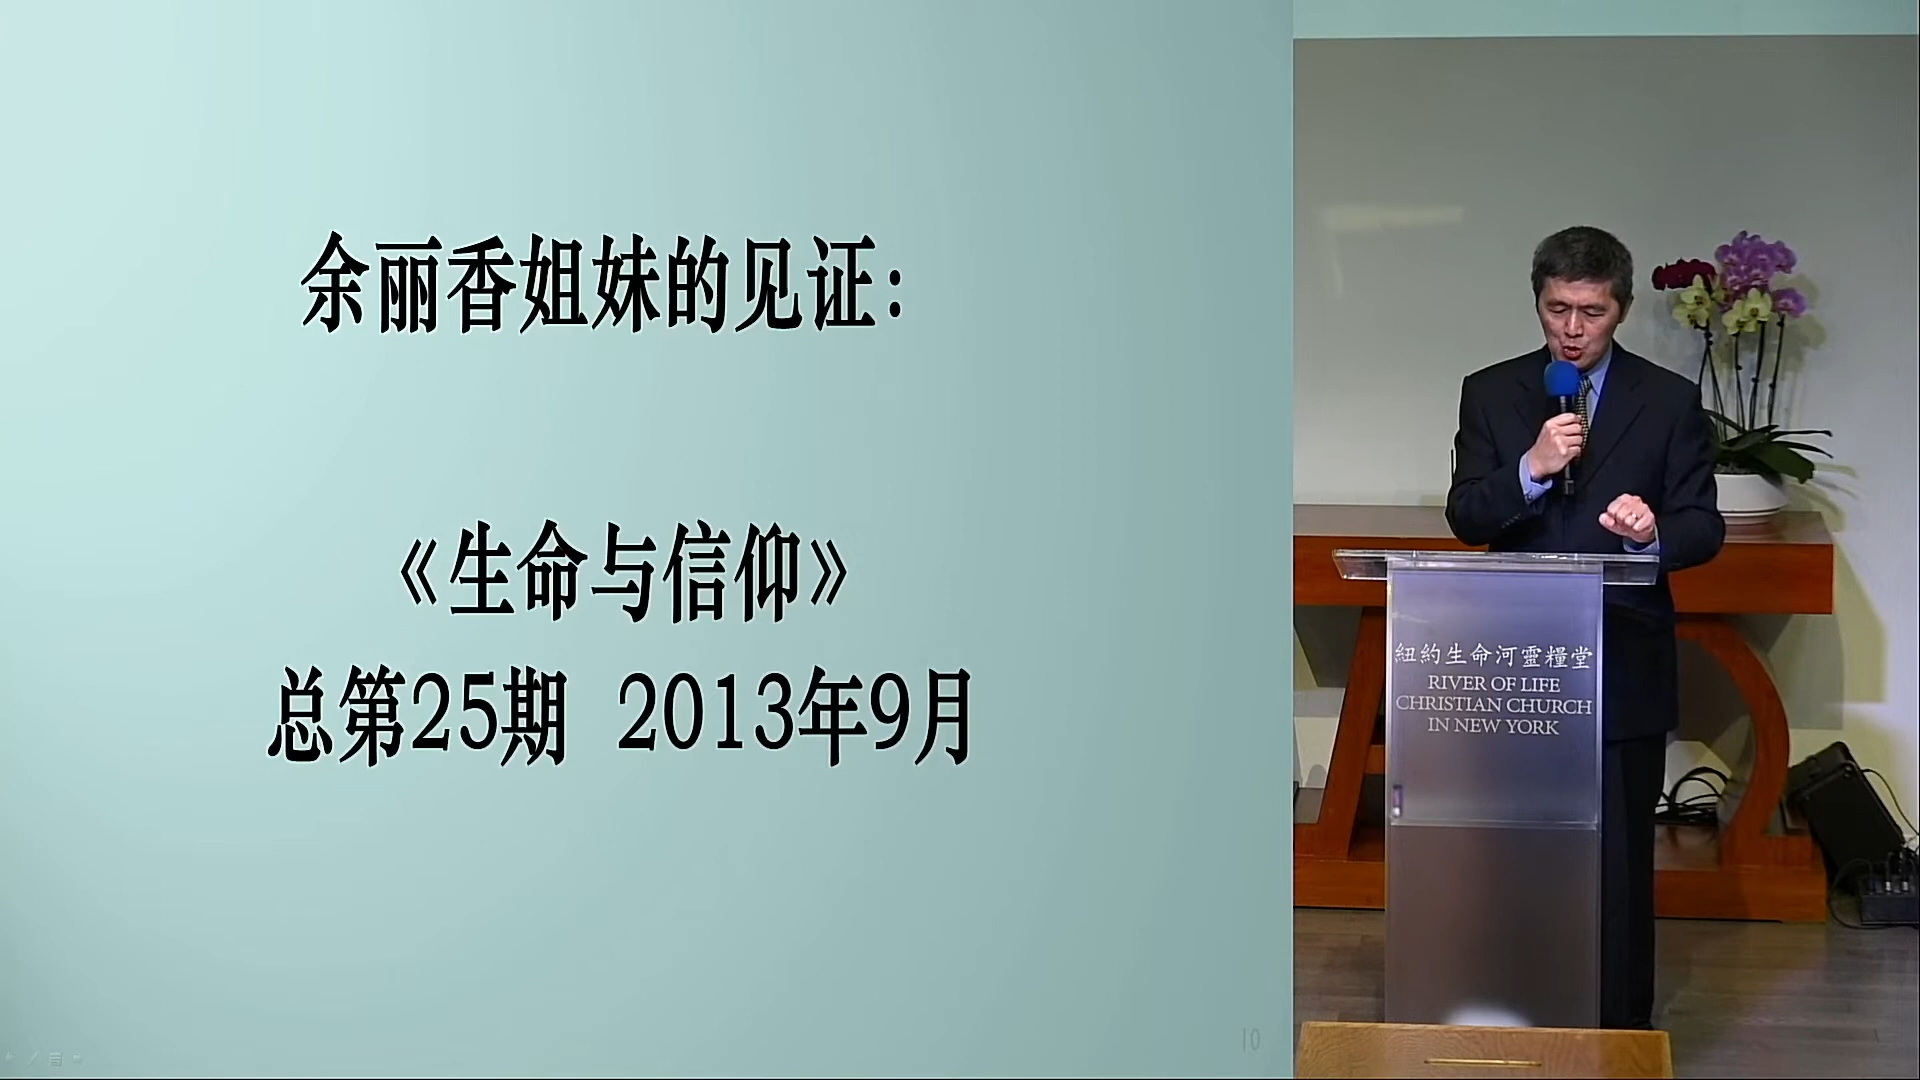 余丽香姐妹的见证:
《生命与信仰》
总第25期 2013年9月
10
紐約生命河靈糧堂
RIVER OF LIFE
CHRISTIAN CHURCH
IN NEW YORK